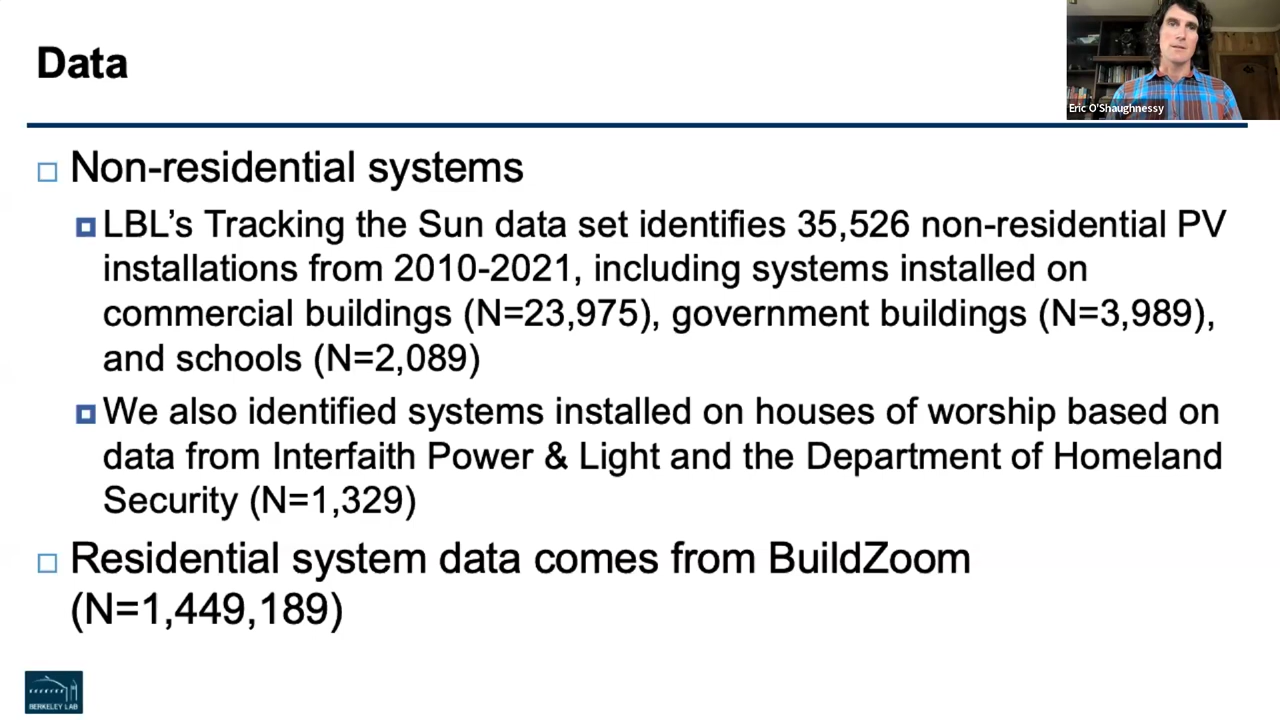 Data
Eric O'Shaughnessy
Non-residential systems
LBL's Tracking the Sun data set identifies 35,526 non-residential PV
installations from 2010-2021, including systems installed on
commercial buildings (N=23,975), government buildings (N=3,989),
and schools (N=2,089)
We also identified systems installed on houses of worship based on
data from Interfaith Power & Light and the Department of Homeland
Security (N=1,329)
Residential system data comes from BuildZoom
(N=1,449,189)
BERKELEY LAB